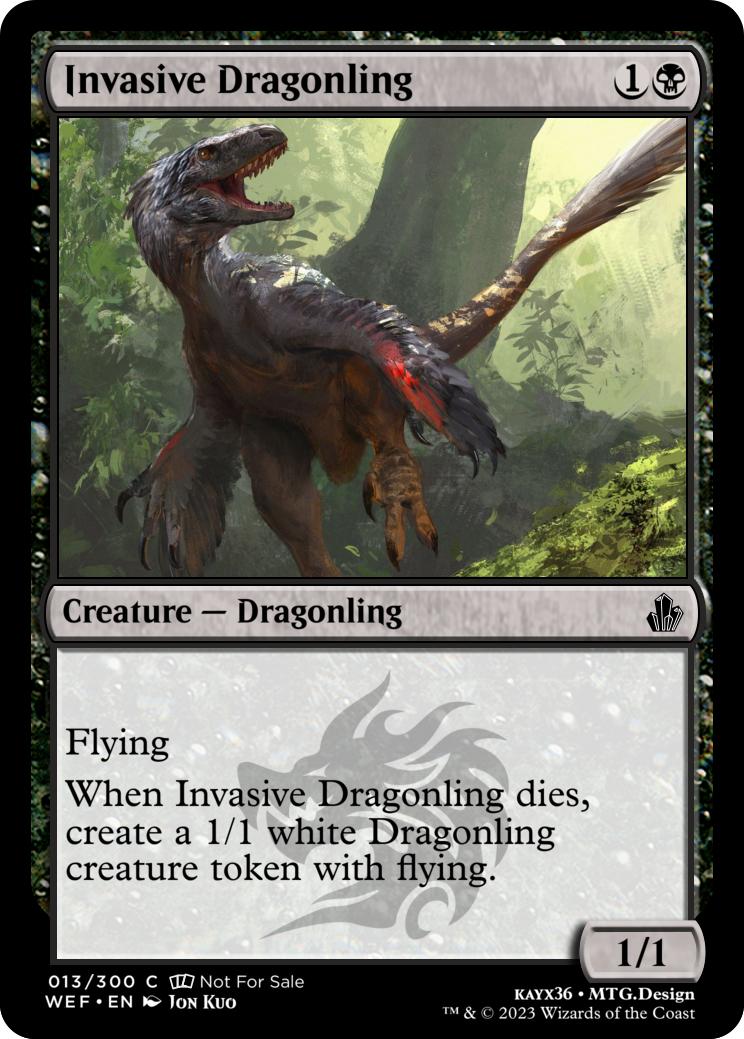 Invasive Dragonling 1
Creature — Dragonling
Flying
When Invasive Dragonling dies,
create a 1/1 white Dragonling
creature token with flying.
1/1
013/300 C Not For Sale
WEF • EN Jon Kuo
KAYX36 • MTG.Design
™ & © 2023 Wizards of the Coast